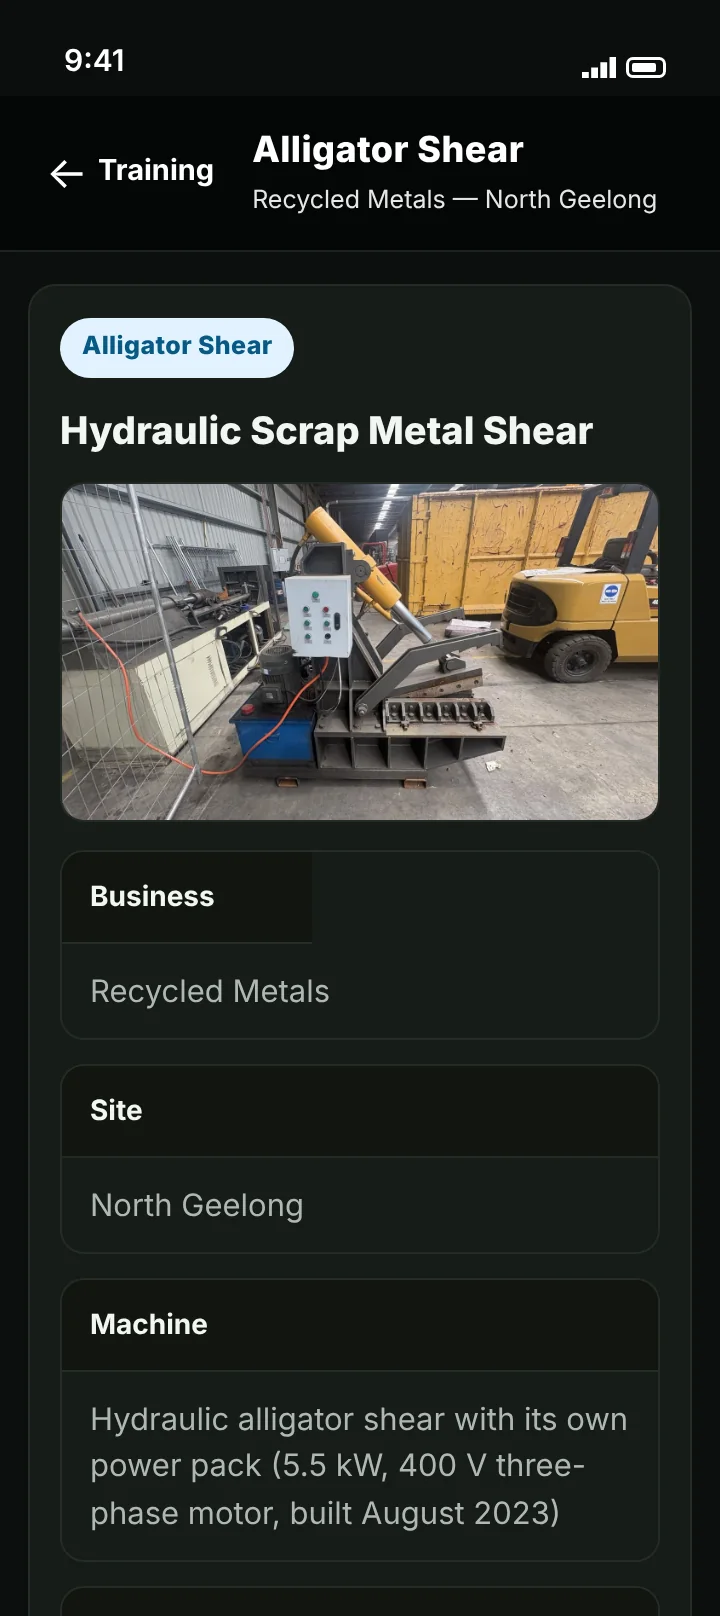 9:41
Training
Alligator Shear
Recycled Metals — North Geelong
Alligator Shear
Hydraulic Scrap Metal Shear
Business
Recycled Metals
Site
North Geelong
Machine
Hydraulic alligator shear with its own
power pack (5.5 kW, 400 V three-
phase motor, built August 2023)